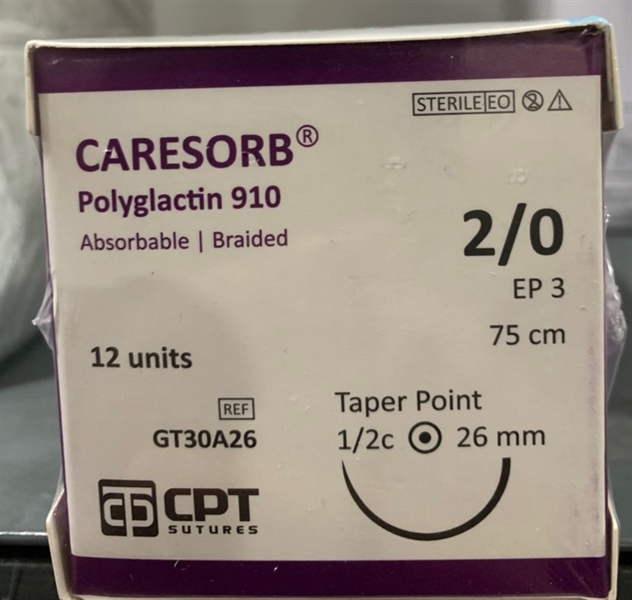 STERILE EO
CARESORB®
Polyglactin 910
Absorbable | Braided
2/0
EP 3
75 cm
12 units
REF
GT30A26
Taper Point
1/2c 26 mm
CPT
SUTURES